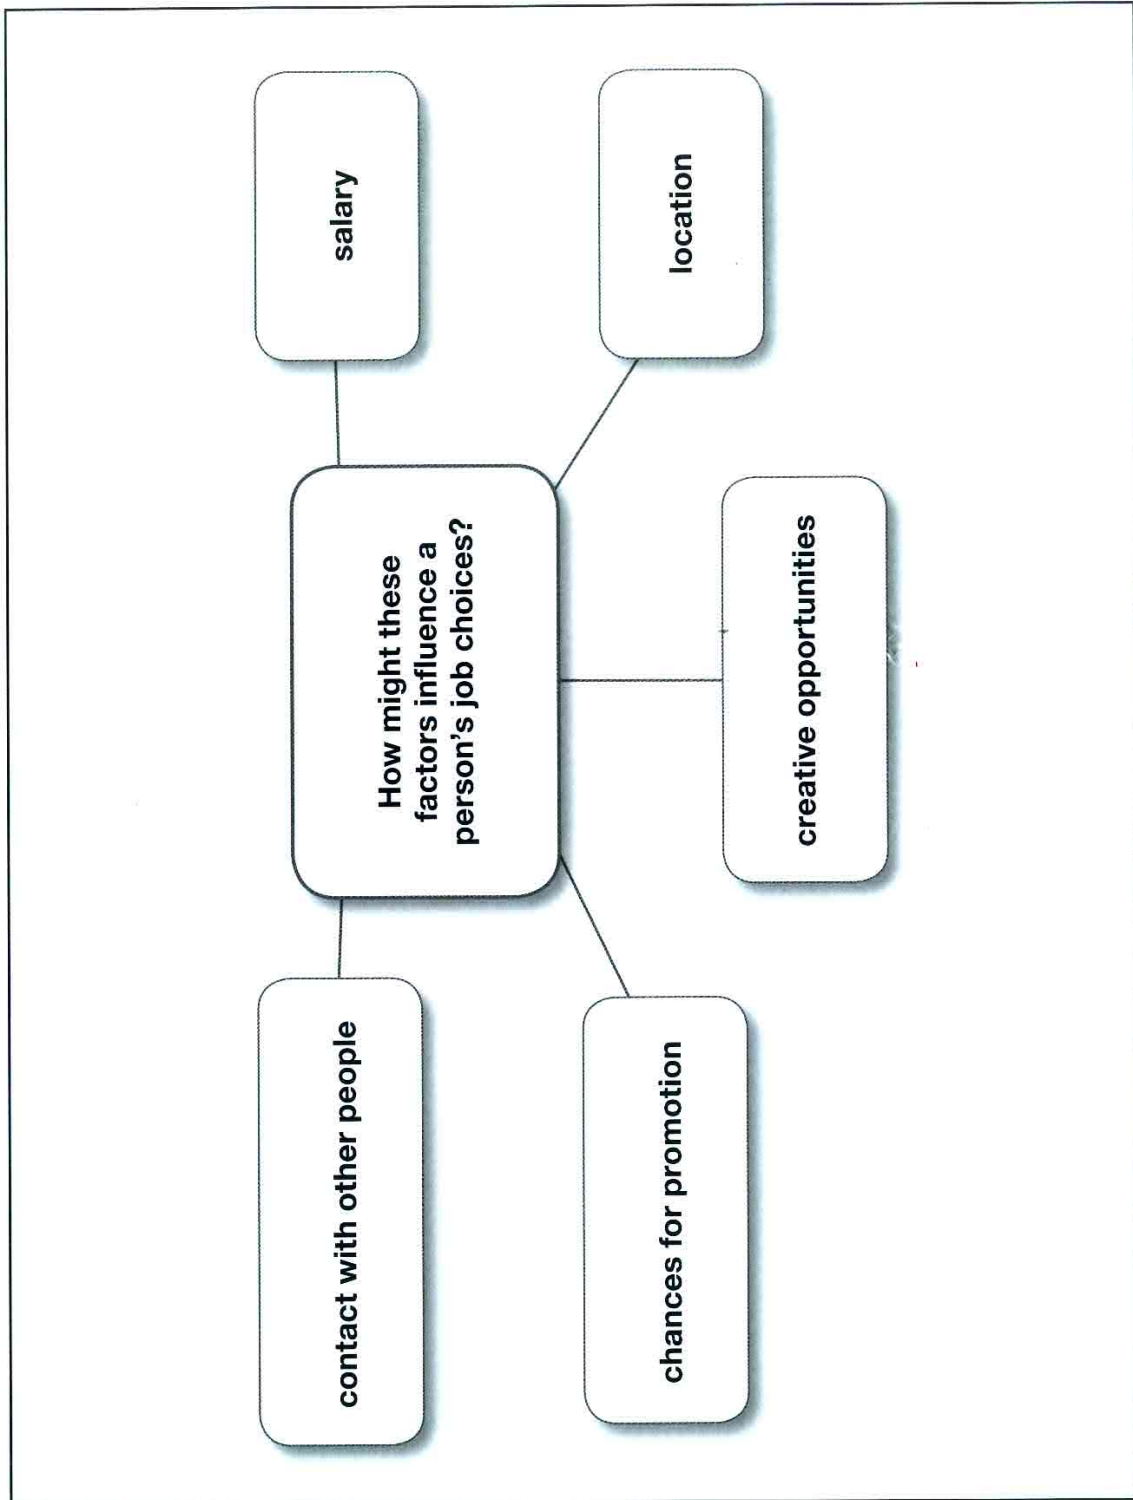 How might these
factors influence a
person's job choices?
contact with other people
salary
chances for promotion
creative opportunities
location